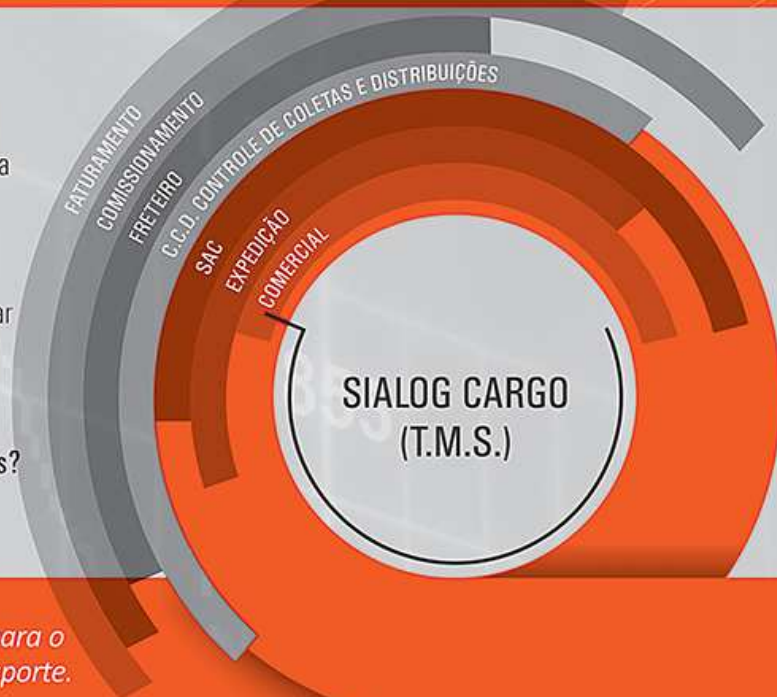 FATURAMENTO
COMISSIONAMENTO
FRETEIRO
C.C.D. CONTROLE DE COLETAS E DISTRIBUIÇÕES
SAC
EXPEDIÇÃO
COMERCIAL
SIALOG CARGO
(T.M.S.)
ara o
porte.